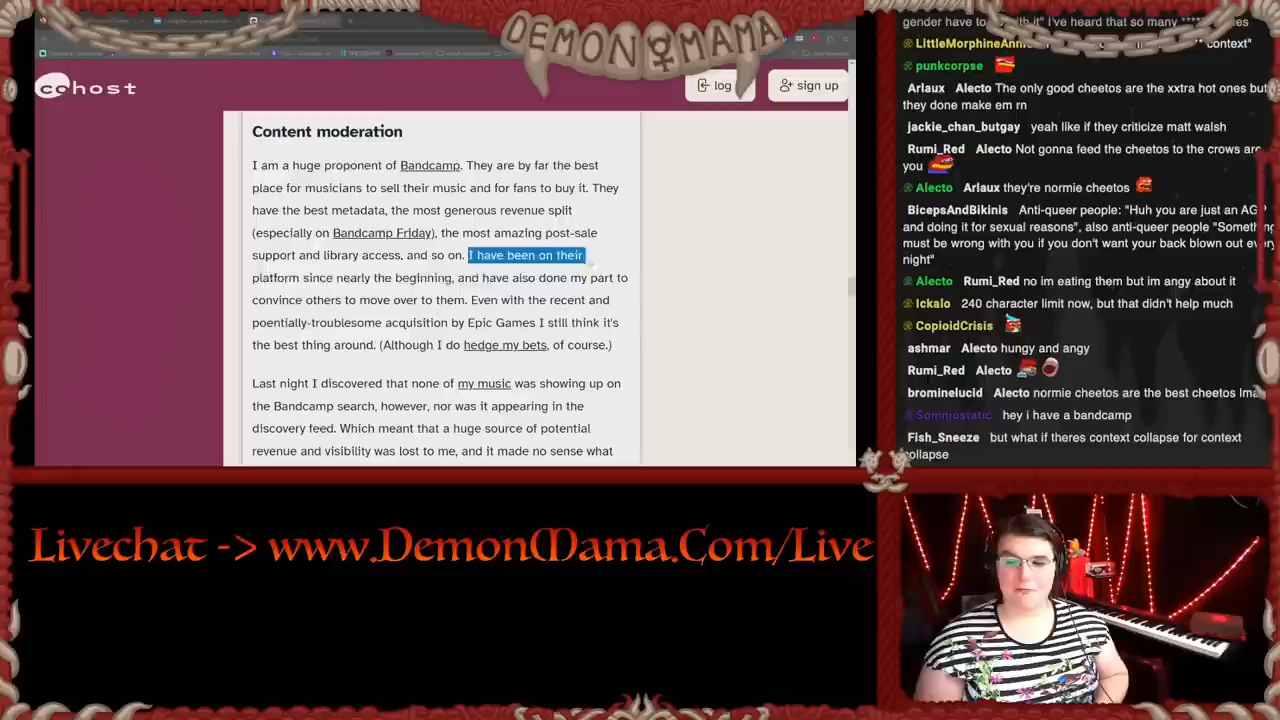 DEMON MAMA
cohost
log
sign up
Content moderation
I am a huge proponent of Bandcamp. They are by far the best
place for musicians to sell their music and for fans to buy it. They
have the best metadata, the most generous revenue split
(especially on Bandcamp Friday), the most amazing post-sale
support and library access, and so on. I have been on their
platform since nearly the beginning, and have also done my part to
convince others to move over to them. Even with the recent and
poentially-troublesome acquisition by Epic Games I still think it's
the best thing around. (Although I do hedge my bets, of course.)
Last night I discovered that none of my music was showing up on
the Bandcamp search, however, nor was it appearing in the
discovery feed. Which meant that a huge source of potential
revenue and visibility was lost to me, and it made no sense what
gender have to it" I've heard that so many
context"
punkcorpse
Arlaux Alecto The only good cheetos are the xxtra hot ones but
they done make em rn
jackie_chan_butgay yeah like if they criticize matt walsh
Rumi_Red Alecto Not gonna feed the cheetos to the crows are
you
Alecto Arlaux they're normie cheetos
BicepsAndBikinis Anti-queer people: "Huh you are just an AGP
and doing it for sexual reasons", also anti-queer people "Something
must be wrong with you if you don't want your back blown out every
night"
Alecto Rumi_Red no im eating them but im angy about it
Ickalo 240 character limit now, but that didn't help much
CopioidCrisis
ashmar Alecto hungy and angy
Rumi_Red Alecto
brominelucid Alecto normie cheetos are the best cheetos
Somniostatic hey i have a bandcamp
Fish_Sneeze but what if theres context collapse for context
collapse
Livechat -> www.DemonMama.Com/Live